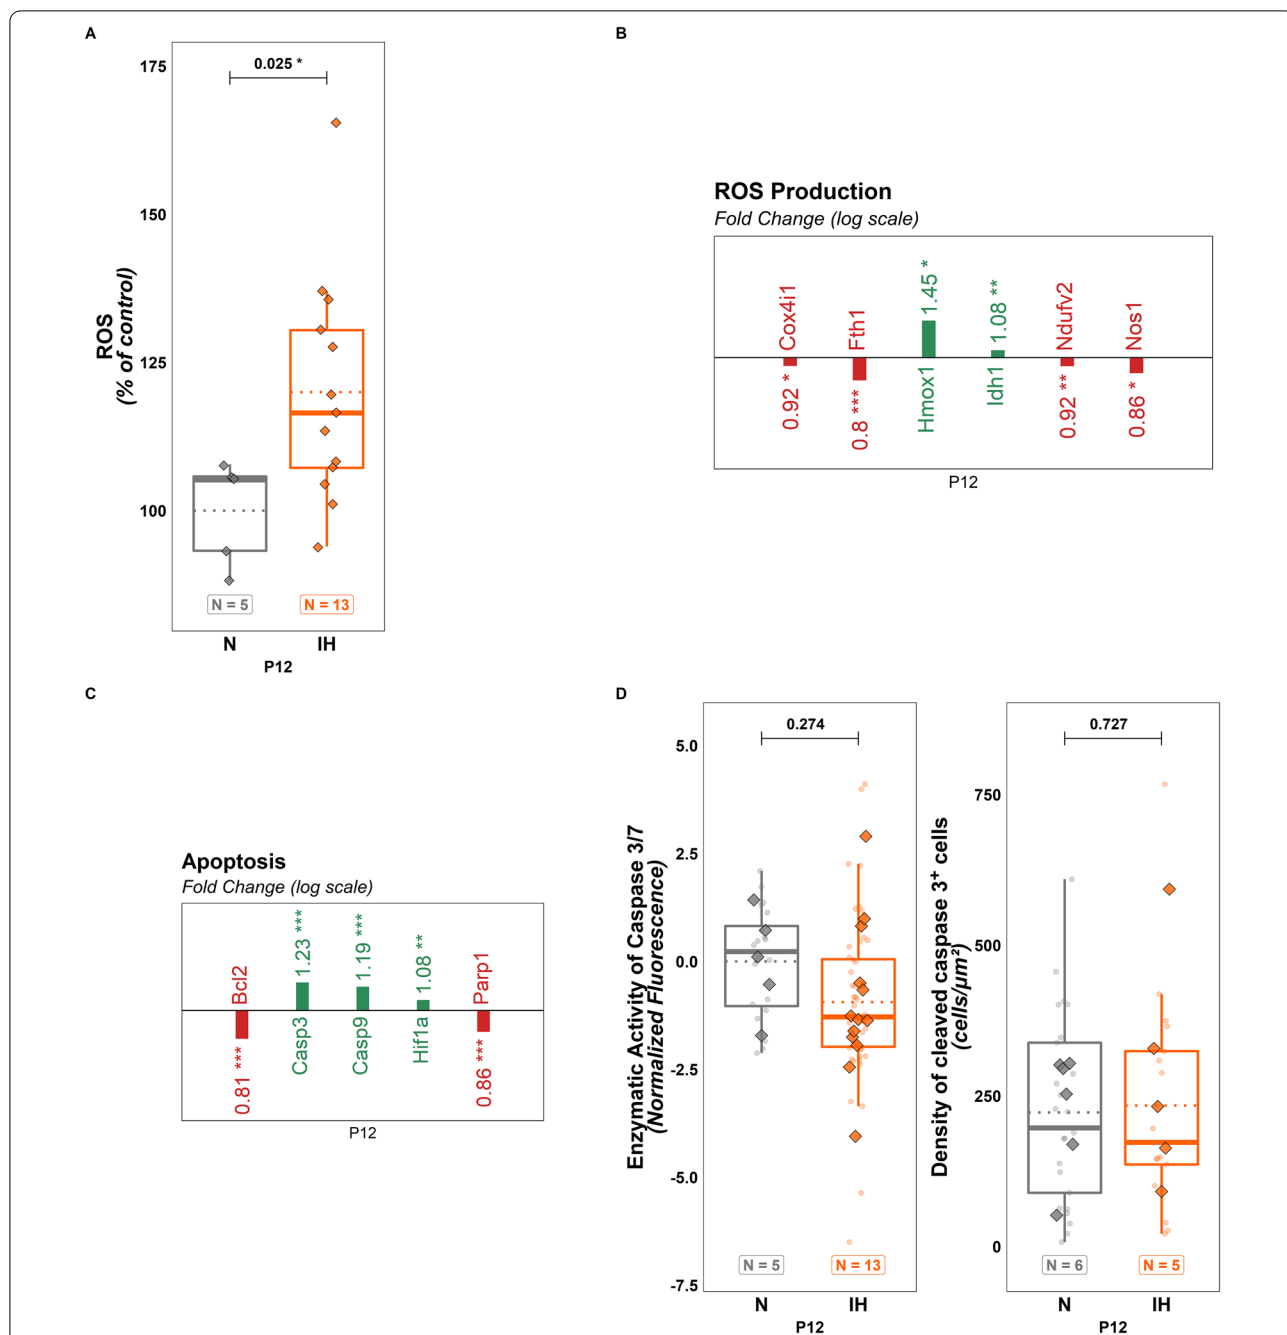 A
175
150
125
100
ROS
(% of control)
0.025 *
N = 5
N = 13
N
IH
P12
B
ROS Production
Fold Change (log scale)
Cox4i1
0.92 *
Fth1
0.8 ***
1.45 *
Hmox1
1.08 **
Idh1
Ndufv2
0.92 **
Nos1
0.86 *
P12
C
Apoptosis
Fold Change (log scale)
Bcl2
0.81 ***
1.23 ***
Casp3
1.19 ***
Casp9
1.08 **
Hif1a
Parp1
0.86 ***
P12
D
Enzymatic Activity of Caspase 3/7
(Normalized Fluorescence)
5.0
2.5
0.0
-2.5
-5.0
-7.5
0.274
N = 5
N = 13
N
IH
P12
Density of cleaved caspase 3⁺ cells
(cells/µm²)
750
500
250
0
0.727
N = 6
N = 5
N
IH
P12